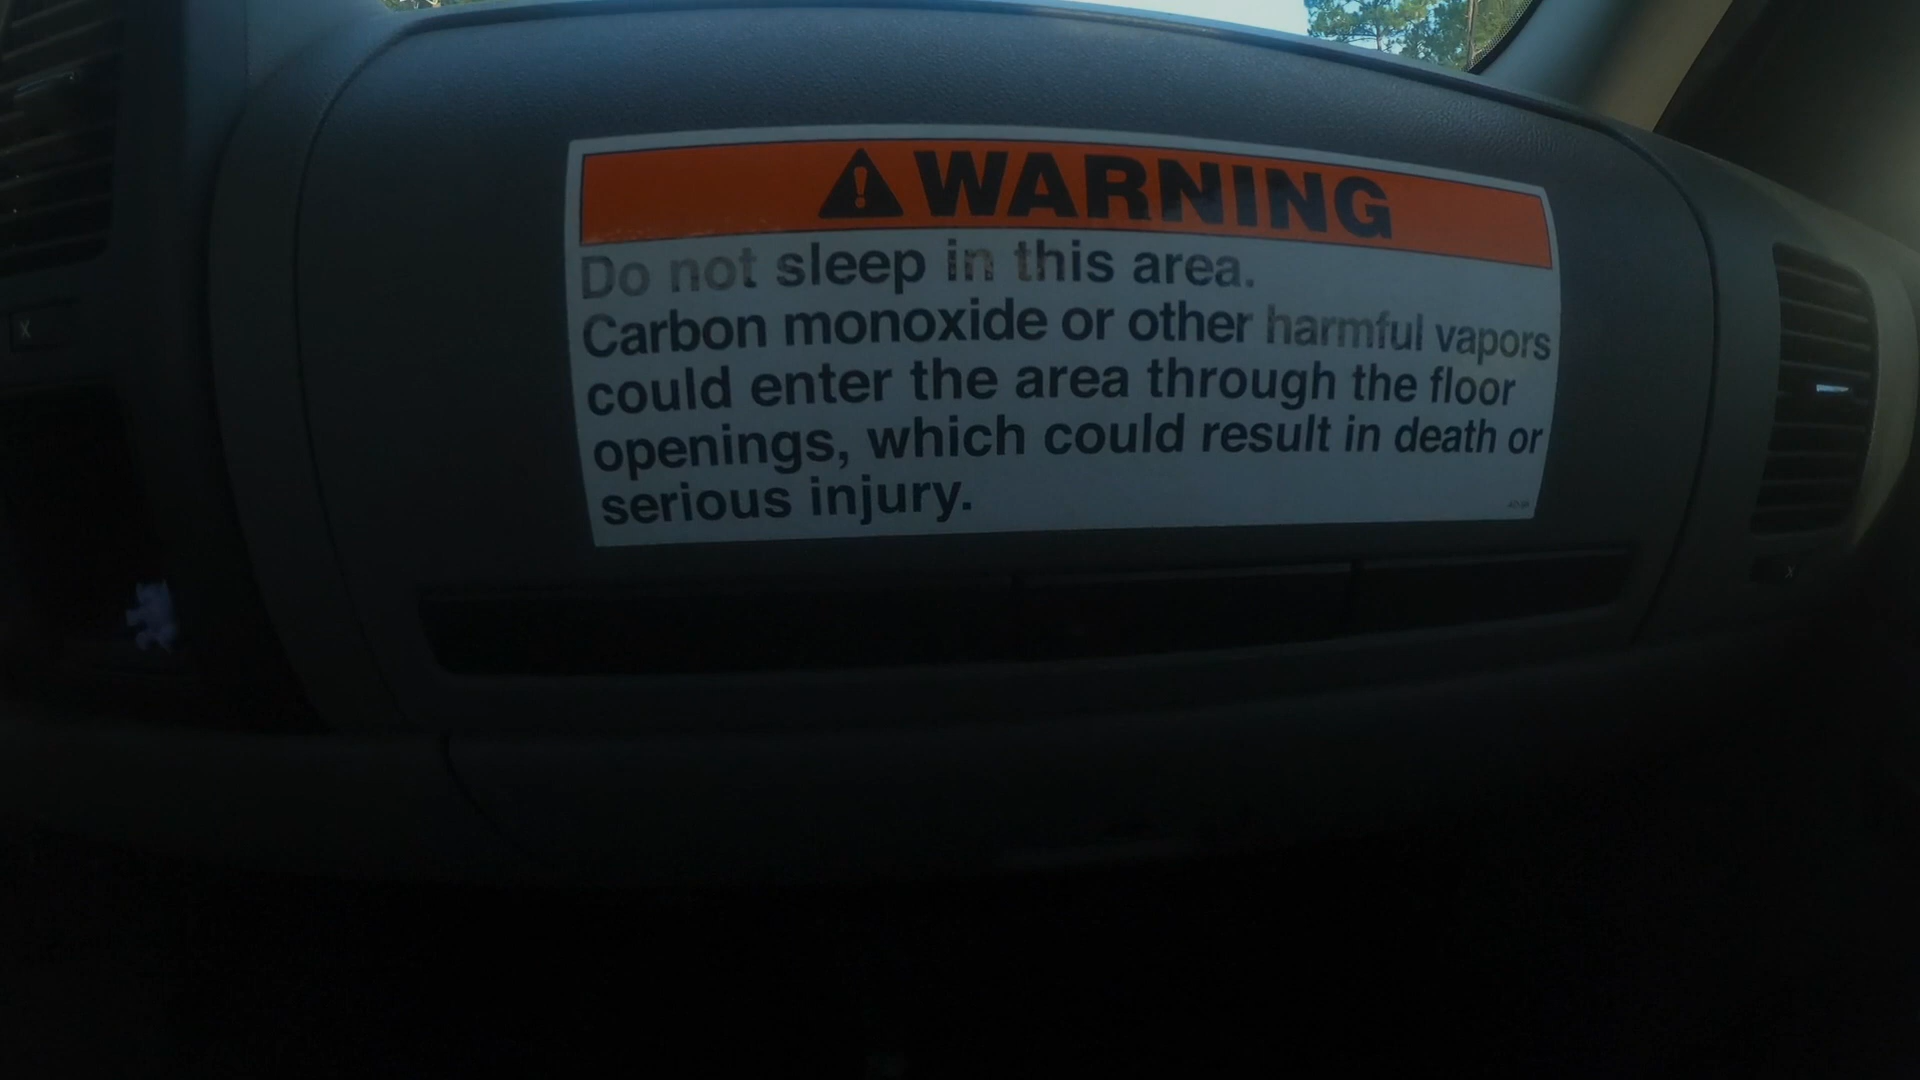 WARNING
Do not sleep in this area.
Carbon monoxide or other harmful vapors
could enter the area through the floor
openings, which could result in death or
serious injury.
x
x